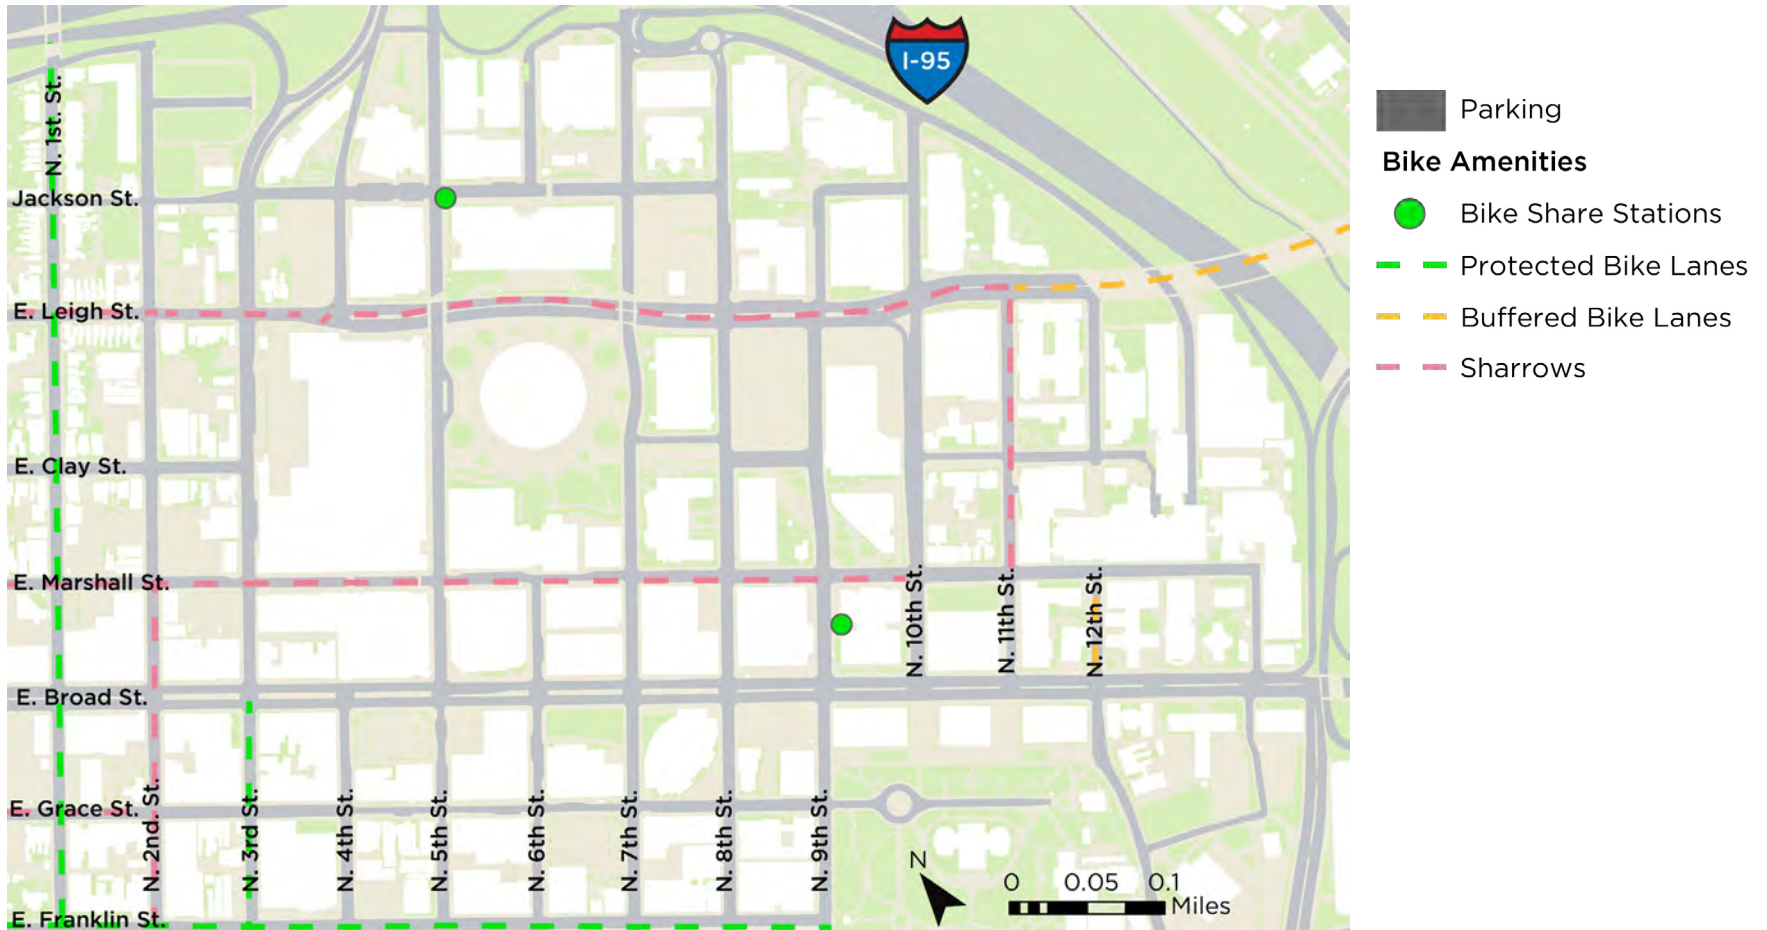 I-95
N. 1st. St.
Jackson St.
E. Leigh St.
E. Clay St.
E. Marshall St.
N. 10th St.
N. 11th St.
N. 12th St.
E. Broad St.
E. Grace St.
N. 2nd. St.
N. 3rd St.
N. 4th St.
N. 5th St.
N. 6th St.
N. 7th St.
N. 8th St.
N. 9th St.
E. Franklin St.
N
0 0.05 0.1
Miles
Parking
Bike Amenities
Bike Share Stations
Protected Bike Lanes
Buffered Bike Lanes
Sharrows